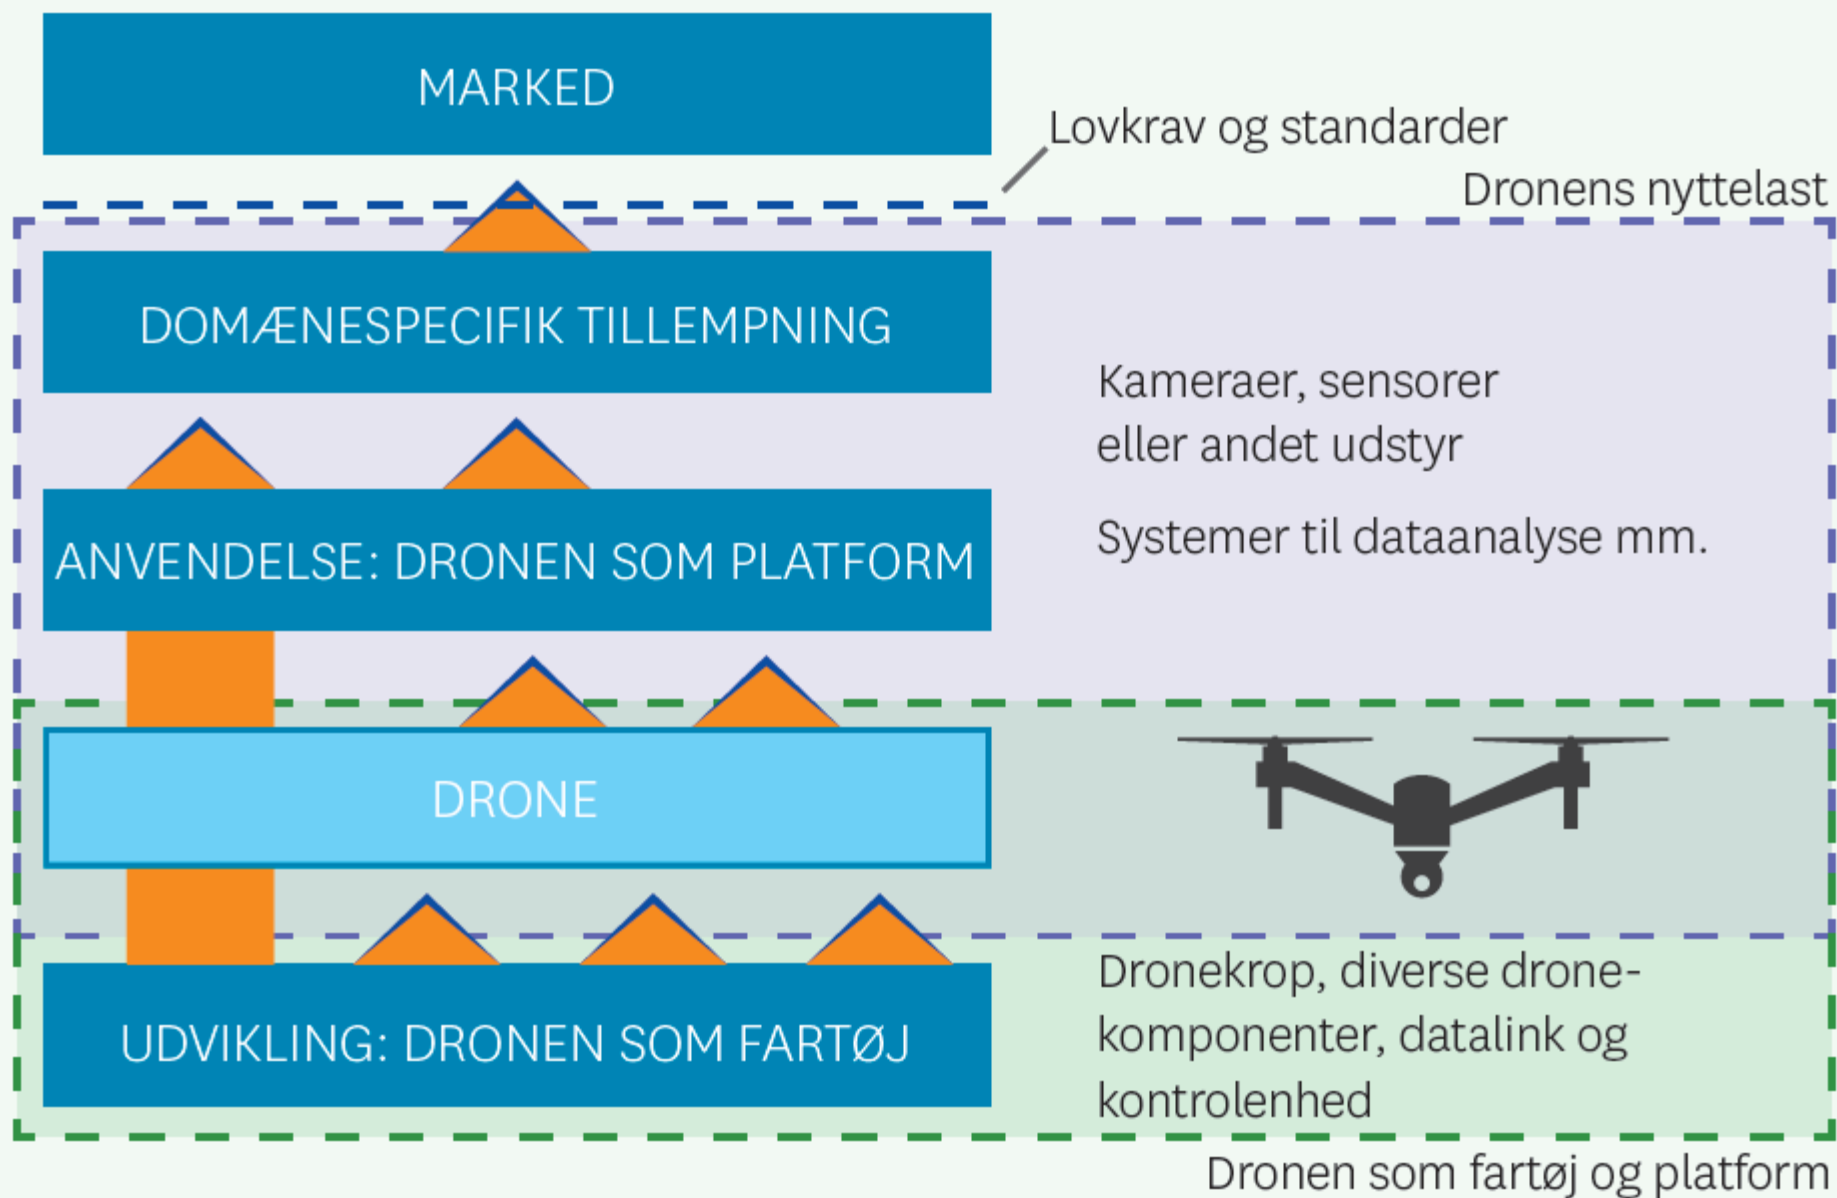 MARKED
Lovkrav og standarder
Dronens nyttelast
DOMÆNESPECIFIK TILLEMPNING
Kameraer, sensorer
eller andet udstyr
Systemer til dataanalyse mm.
ANVENDELSE: DRONEN SOM PLATFORM
DRONE
Dronekrop, diverse drone-
komponenter, datalink og
kontrolenhed
UDVIKLING: DRONEN SOM FARTØJ
Dronen som fartøj og platform